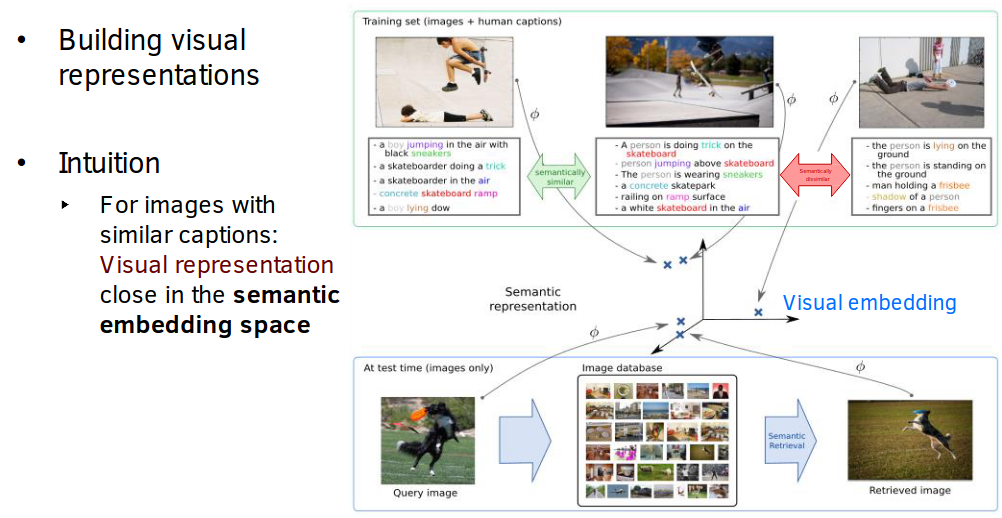 • Building visual
representations
• Intuition
‣ For images with
similar captions:
Visual representation
close in the semantic
embedding space
Training set (images + human captions)
ϕ
ϕ
ϕ
- a boy jumping in the air with
black sneakers
- a skateboarder doing a trick
- a skateboarder in the air
- concrete skateboard ramp
- a boy lying dow
semantically
similar
- A person is doing trick on the
skateboard
- person jumping above skateboard
- The person is wearing sneakers
- a concrete skatepark
- railing on ramp surface
- a white skateboard in the air
Semantically
dissimilar
- the person is lying on the
ground
- the person is standing on
the ground
- man holding a frisbee
- shadow of a person
- fingers on a frisbee
Semantic
representation
Visual embedding
ϕ
ϕ
At test time (images only)
Image database
Semantic
Retrieval
Query image
Retrieved image